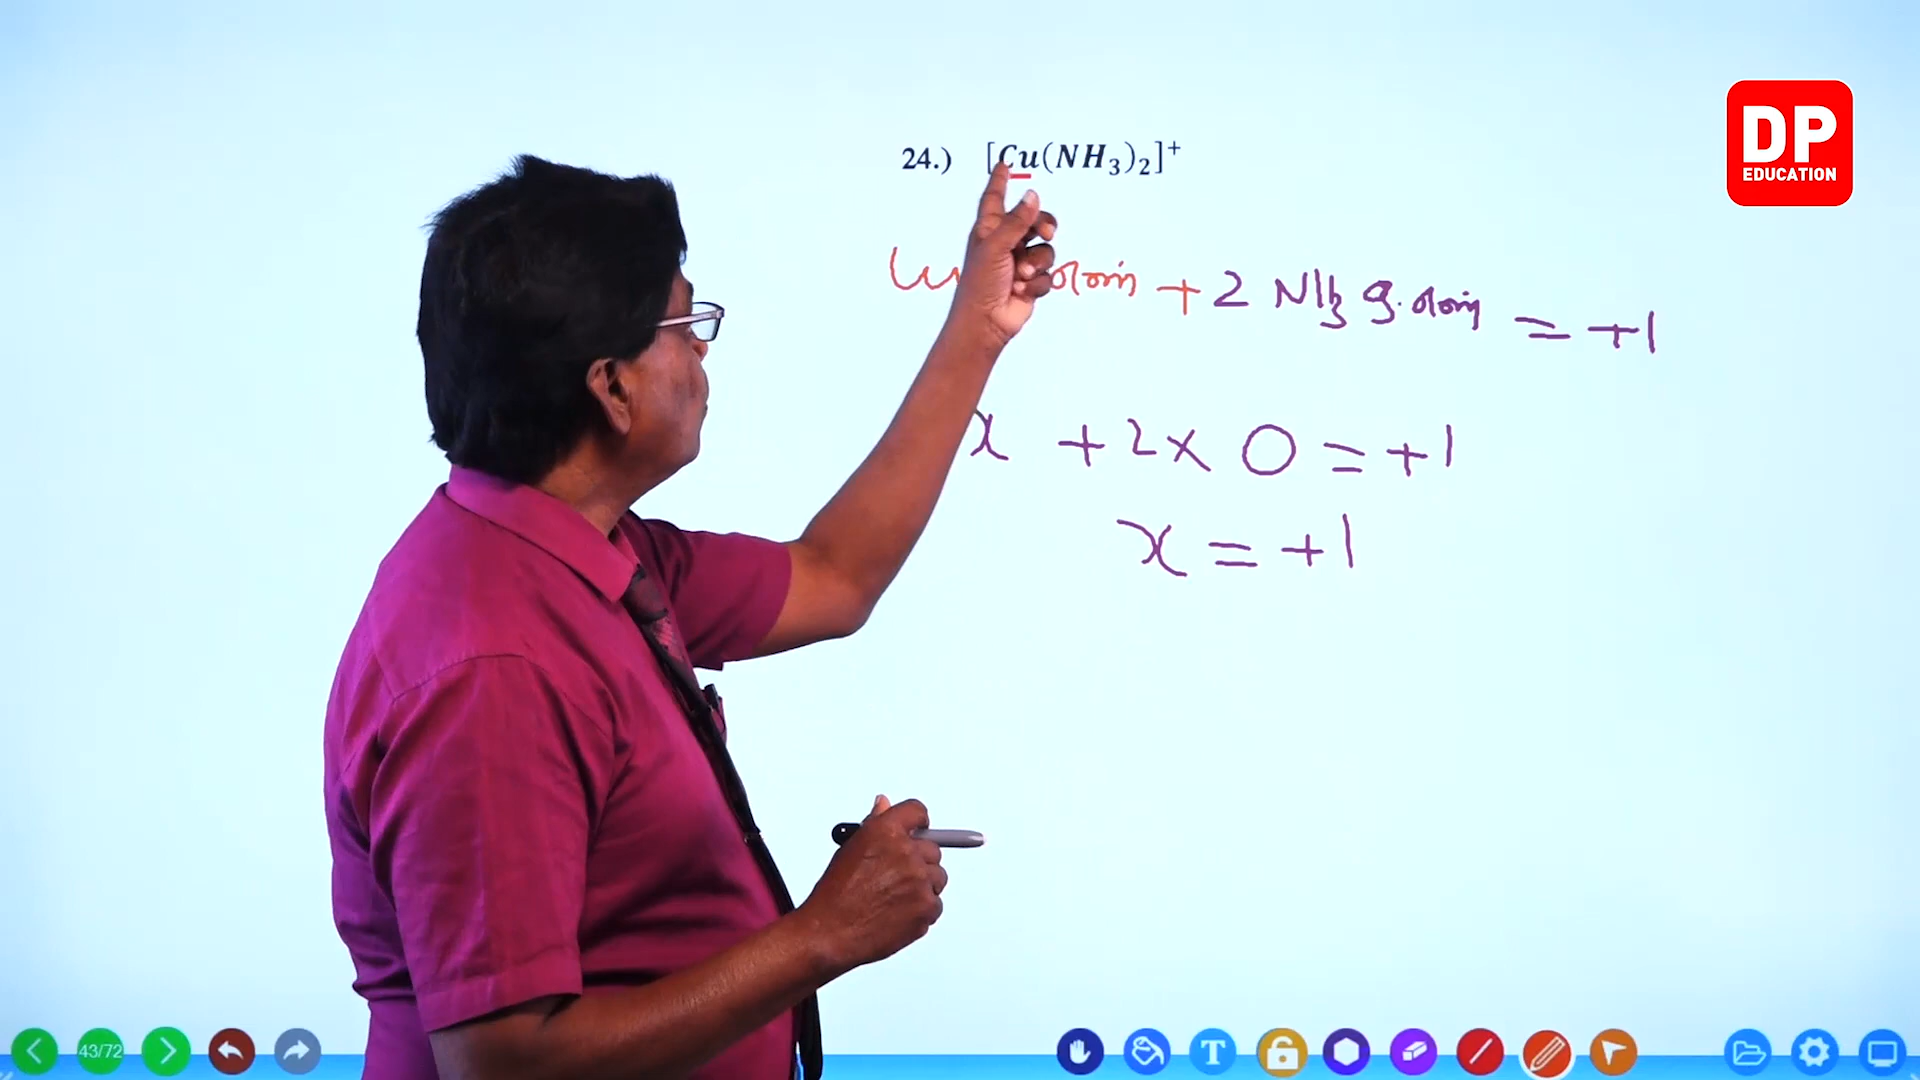 DP
EDUCATION
24.) [Cu(NH₃)₂]⁺
+ 2 NH₃ = +1
x + 2 × 0 = +1
x = +1
43/72
T